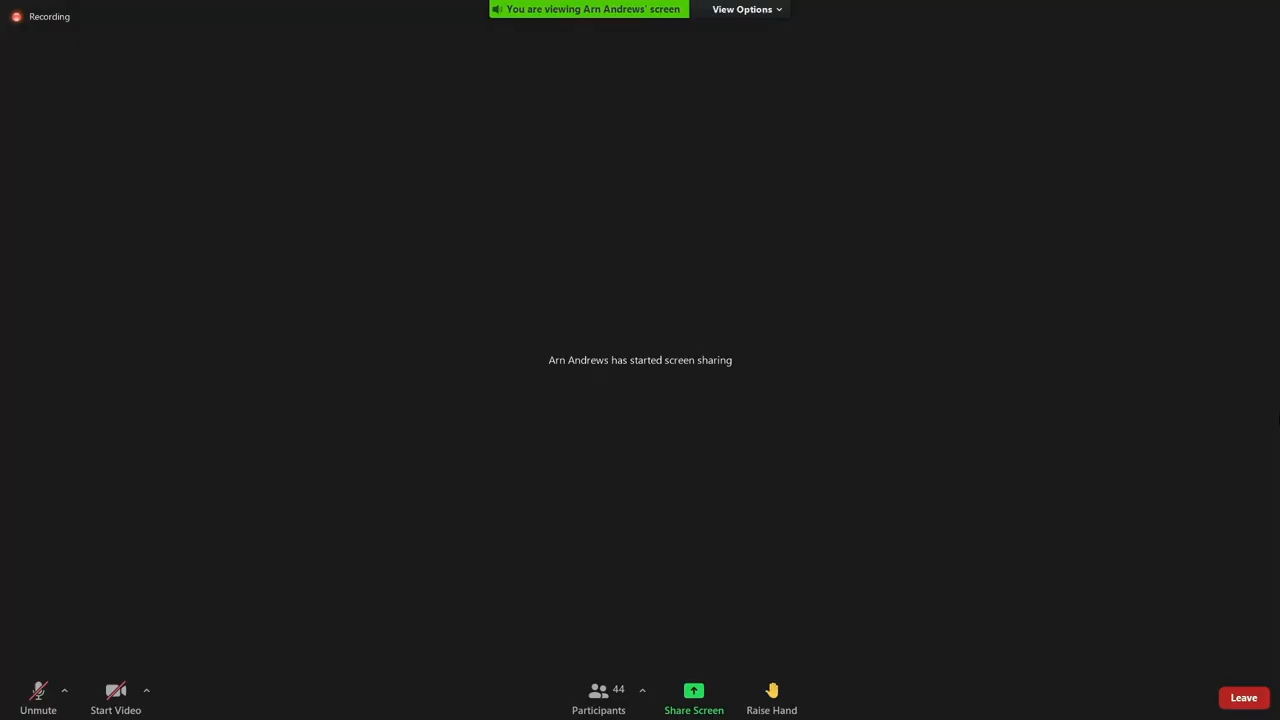 Recording
You are viewing Arn Andrews' screen
View Options
Arn Andrews has started screen sharing
Unmute
Start Video
44
Participants
Share Screen
Raise Hand
Leave